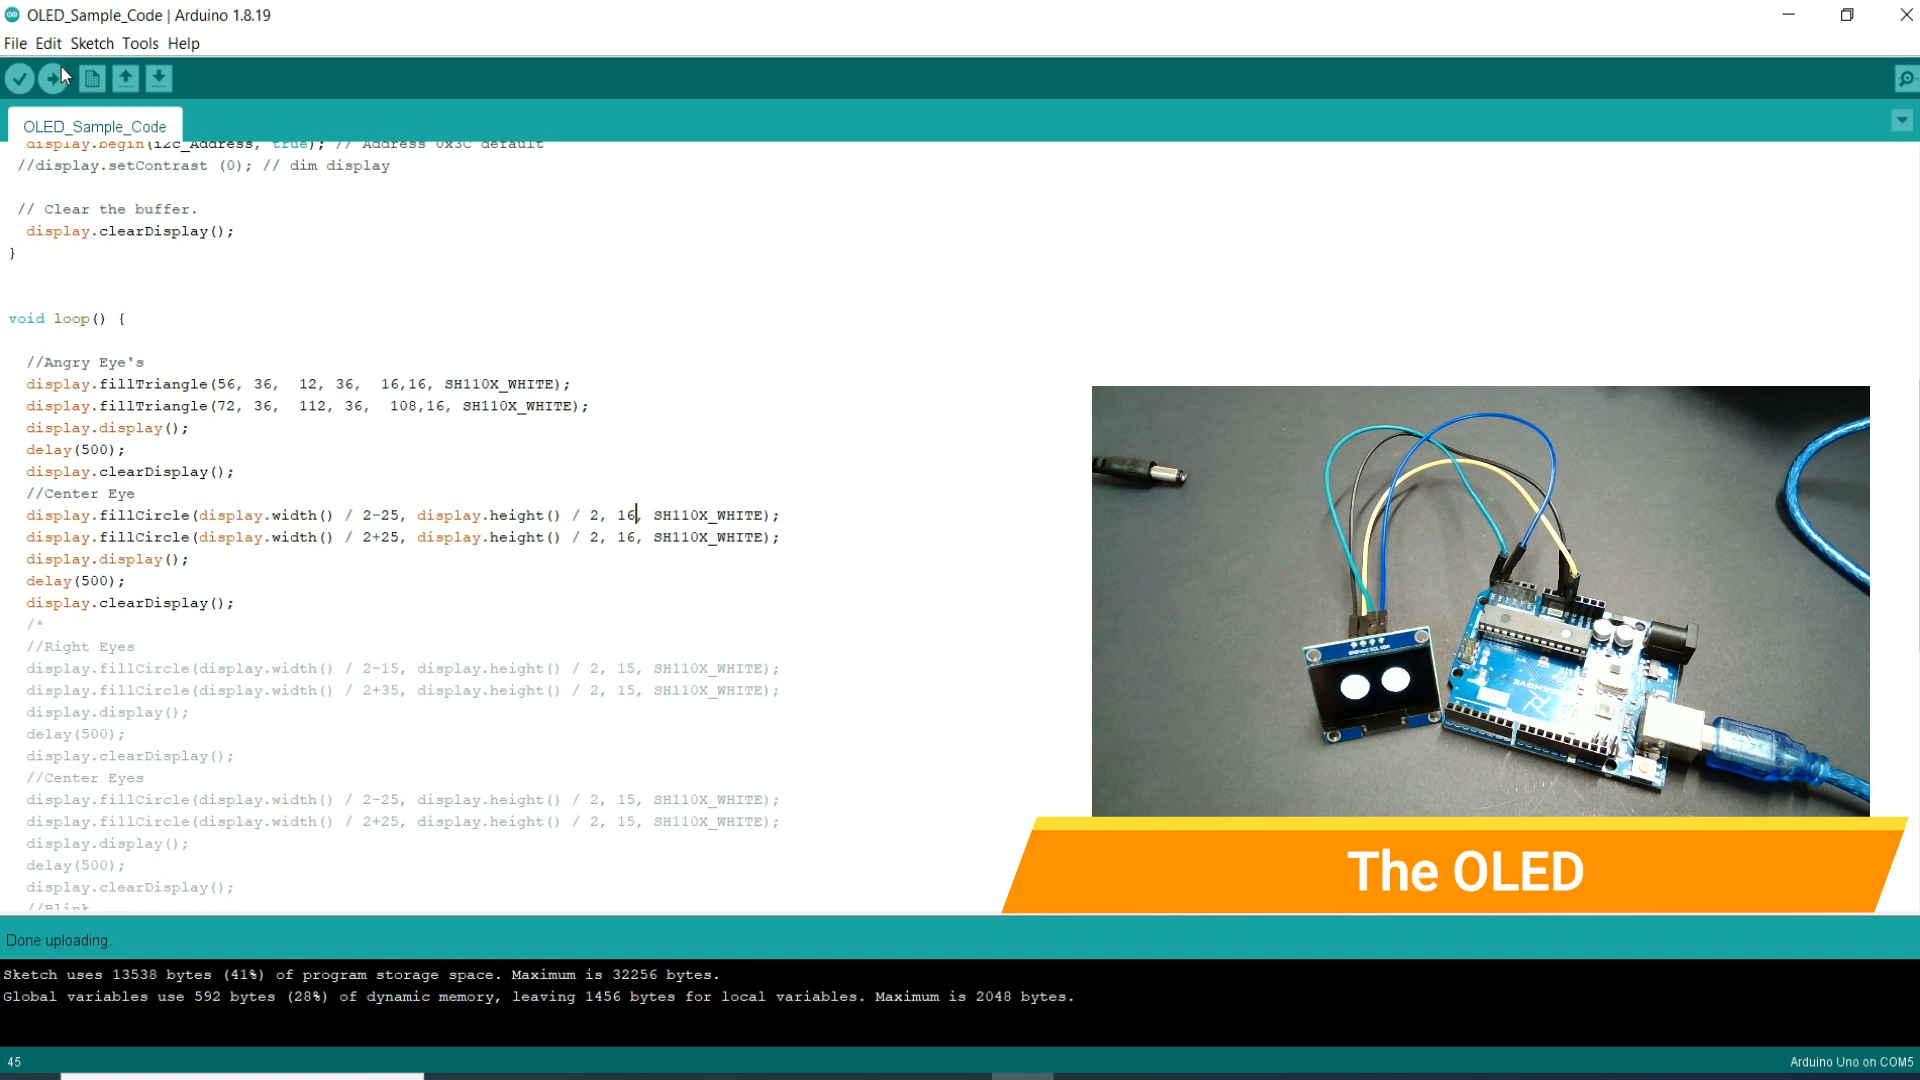 OLED_Sample_Code | Arduino 1.8.19
File Edit Sketch Tools Help
OLED_Sample_Code
display.begin(i2c_Address, true); // Address 0x3C default
//display.setContrast (0); // dim display
// Clear the buffer.
display.clearDisplay();
}
void loop() {
//Angry Eye's
display.fillTriangle(56, 36,  12, 36,  16,16, SH110X_WHITE);
display.fillTriangle(72, 36,  112, 36,  108,16, SH110X_WHITE);
display.display();
delay(500);
display.clearDisplay();
//Center Eye
display.fillCircle(display.width() / 2-25, display.height() / 2, 16, SH110X_WHITE);
display.fillCircle(display.width() / 2+25, display.height() / 2, 16, SH110X_WHITE);
display.display();
delay(500);
display.clearDisplay();
/*
//Right Eyes
display.fillCircle(display.width() / 2-15, display.height() / 2, 15, SH110X_WHITE);
display.fillCircle(display.width() / 2+35, display.height() / 2, 15, SH110X_WHITE);
display.display();
delay(500);
display.clearDisplay();
//Center Eyes
display.fillCircle(display.width() / 2-25, display.height() / 2, 15, SH110X_WHITE);
display.fillCircle(display.width() / 2+25, display.height() / 2, 15, SH110X_WHITE);
display.display();
delay(500);
display.clearDisplay();
//Blink
The OLED
Done uploading.
Sketch uses 13538 bytes (41%) of program storage space. Maximum is 32256 bytes.
Global variables use 592 bytes (28%) of dynamic memory, leaving 1456 bytes for local variables. Maximum is 2048 bytes.
45
Arduino Uno on COM5